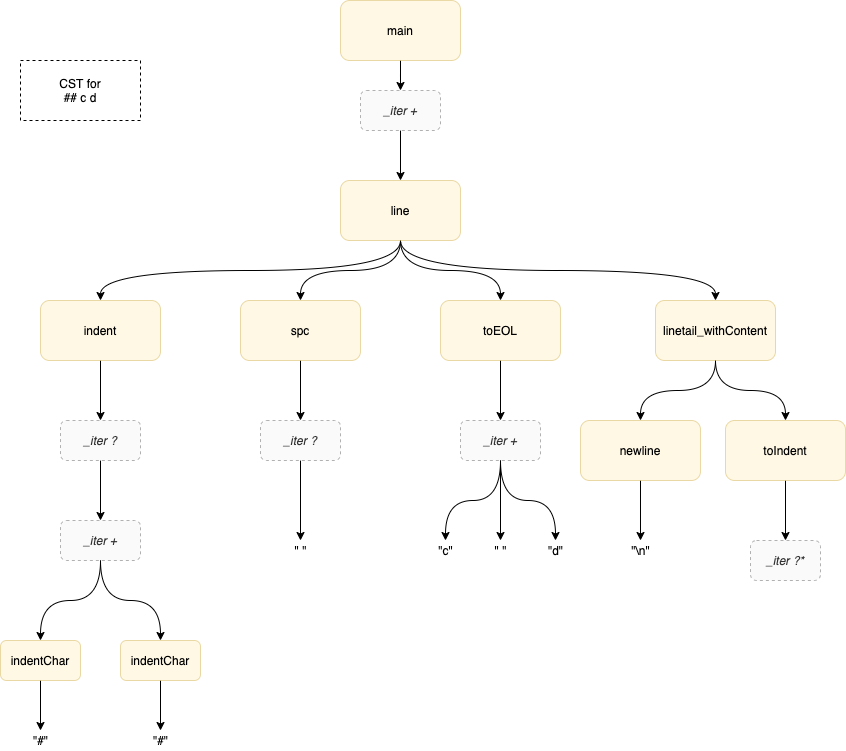 main
CST for
## c d
_iter +
line
indent
spc
toEOL
linetail_withContent
_iter ?
_iter ?
_iter +
newline
toIndent
_iter +
"c"
" "
"d"
" "
"\n"
_iter ?*
indentChar
indentChar
"#"
"#"